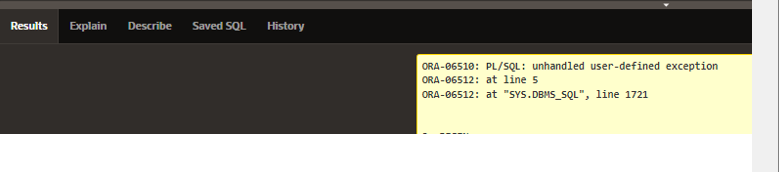 Results Explain Describe Saved SQL History
ORA-06510: PL/SQL: unhandled user-defined exception
ORA-06512: at line 5
ORA-06512: at "SYS.DBMS_SQL", line 1721